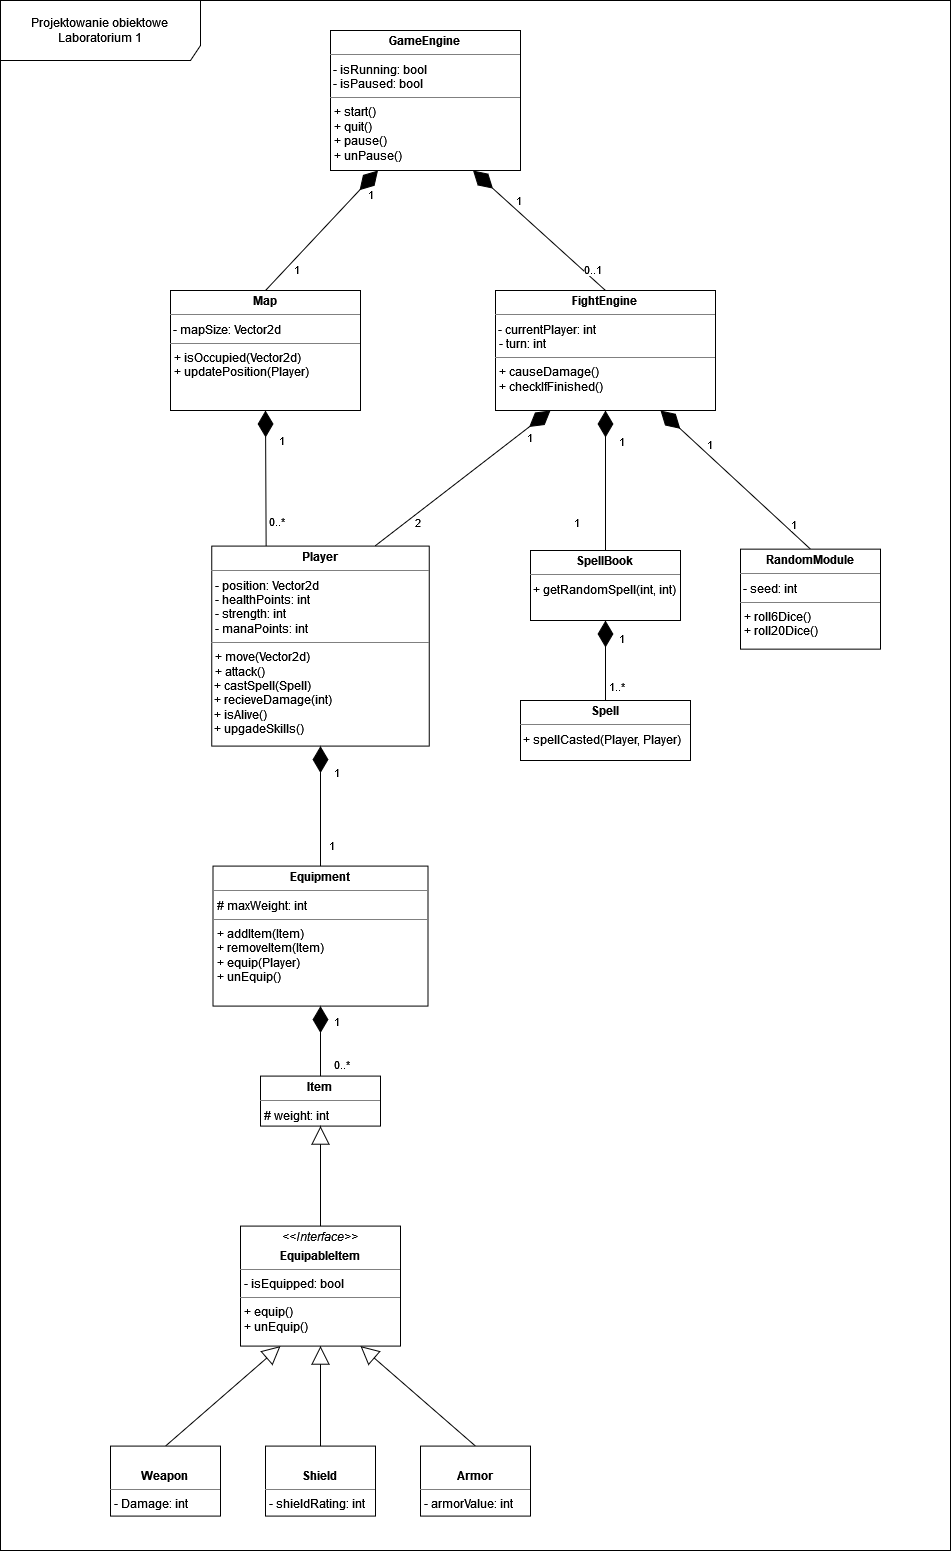 Projektowanie obiektowe
Laboratorium 1
GameEngine
- isRunning: bool
- isPaused: bool
+ start()
+ quit()
+ pause()
+ unPause()
1
1
1
0..1
Map
- mapSize: Vector2d
+ isOccupied(Vector2d)
+ updatePosition(Player)
FightEngine
- currentPlayer: int
- turn: int
+ causeDamage()
+ checkIfFinished()
1
0..*
1
2
1
1
1
1
Player
- position: Vector2d
- healthPoints: int
- strength: int
- manaPoints: int
+ move(Vector2d)
+ attack()
+ castSpell(Spell)
+ recieveDamage(int)
+ isAlive()
+ upgadeSkills()
SpellBook
+ getRandomSpell(int, int)
RandomModule
- seed: int
+ roll6Dice()
+ roll20Dice()
1
1..*
Spell
+ spellCasted(Player, Player)
1
1
Equipment
# maxWeight: int
+ addItem(Item)
+ removeItem(Item)
+ equip(Player)
+ unEquip()
1
0..*
Item
# weight: int
<<Interface>>
EquipableItem
- isEquipped: bool
+ equip()
+ unEquip()
Weapon
- Damage: int
Shield
- shieldRating: int
Armor
- armorValue: int